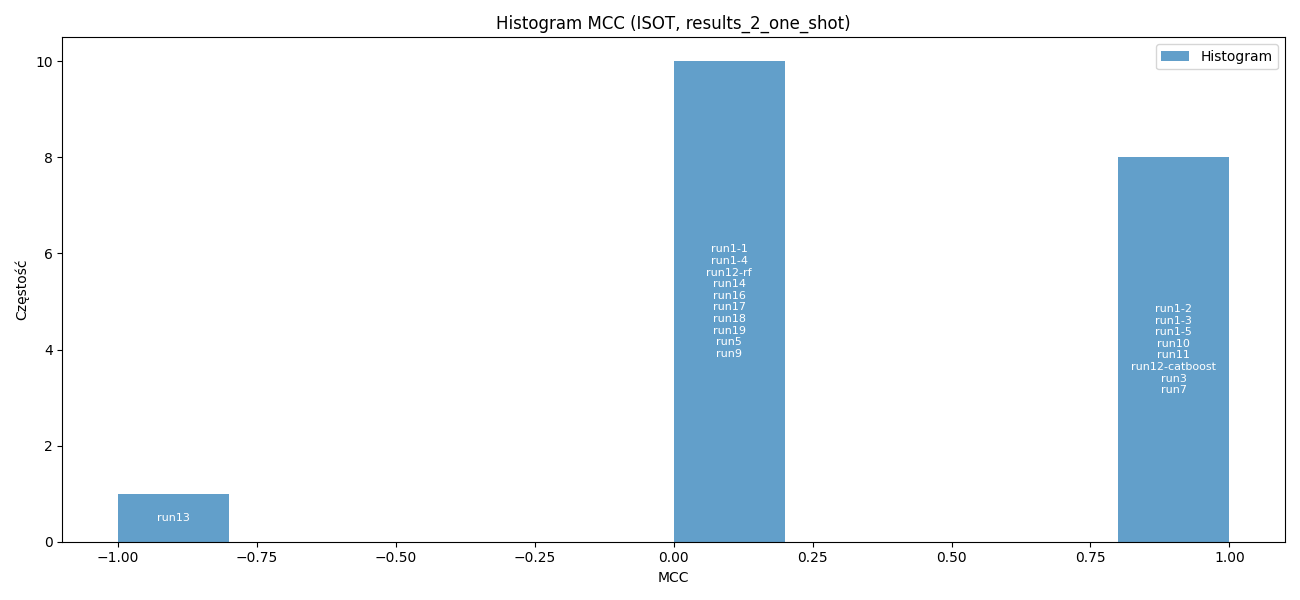 Histogram MCC (ISOT, results_2_one_shot)
Histogram
Częstość
10
8
6
4
2
0
run13
run1-1
run1-4
run12-rf
run14
run16
run17
run18
run19
run5
run9
run1-2
run1-3
run1-5
run10
run11
run12-catboost
run3
run7
−1.00 −0.75 −0.50 −0.25 0.00 0.25 0.50 0.75 1.00
MCC